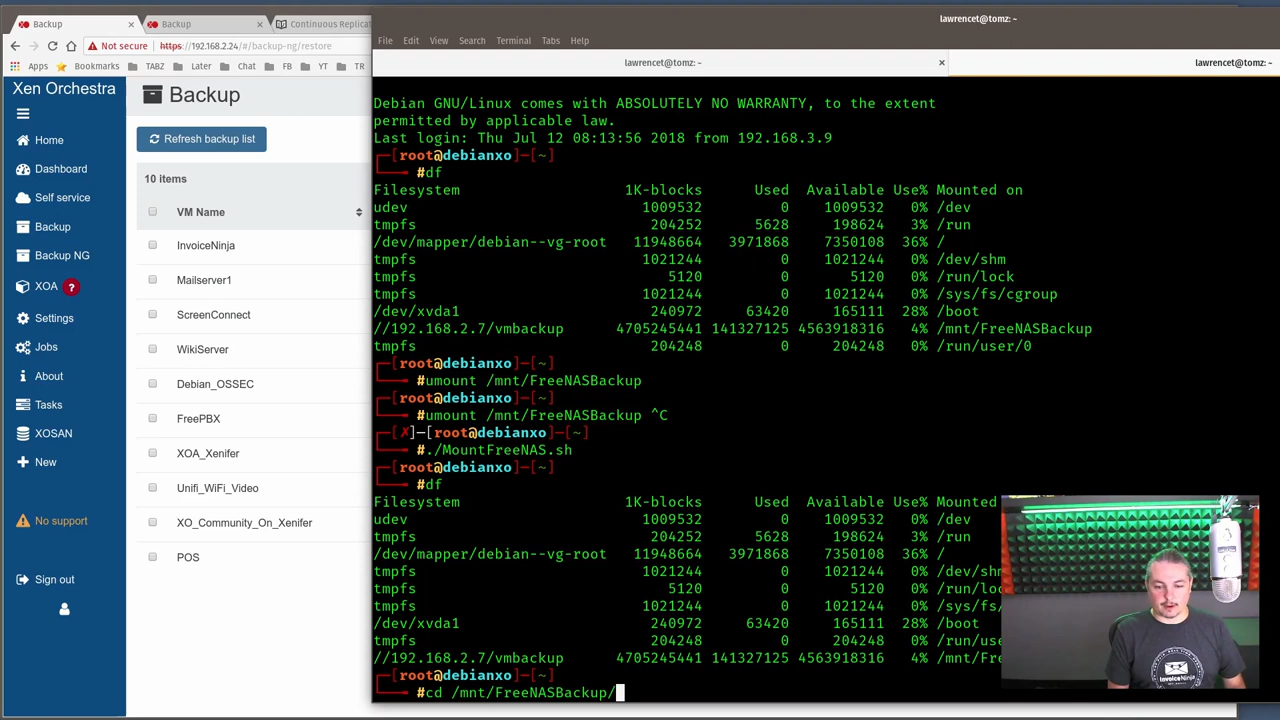 Backup
Backup
Continuous Replica
Not secure
https://192.168.2.24/#/backup-ng/restore
Apps
Bookmarks
TABZ
Later
Chat
FB
YT
TR
Xen Orchestra
Home
Dashboard
Self service
Backup
Backup NG
XOA ?
Settings
Jobs
About
Tasks
XOSAN
New
No support
Sign out
Backup
Refresh backup list
10 items
VM Name
InvoiceNinja
Mailserver1
ScreenConnect
WikiServer
Debian_OSSEC
FreePBX
XOA_Xenifer
Unifi_WiFi_Video
XO_Community_On_Xenifer
POS
lawrencet@tomz: ~
File Edit View Search Terminal Tabs Help
lawrencet@tomz: ~ × lawrencet@tomz: ~
Debian GNU/Linux comes with ABSOLUTELY NO WARRANTY, to the extent
permitted by applicable law.
Last login: Thu Jul 12 08:13:56 2018 from 192.168.3.9
┌─[root@debianxo]─[~]
└──╼ #df
Filesystem 1K-blocks Used Available Use% Mounted on
udev 1009532 0 1009532 0% /dev
tmpfs 204252 5628 198624 3% /run
/dev/mapper/debian--vg-root 11948664 3971868 7350108 36% /
tmpfs 1021244 0 1021244 0% /dev/shm
tmpfs 5120 0 5120 0% /run/lock
tmpfs 1021244 0 1021244 0% /sys/fs/cgroup
/dev/xvda1 240972 63420 165111 28% /boot
//192.168.2.7/vmbackup 4705245441 141327125 4563918316 4% /mnt/FreeNASBackup
tmpfs 204248 0 204248 0% /run/user/0
┌─[root@debianxo]─[~]
└──╼ #umount /mnt/FreeNASBackup
┌─[root@debianxo]─[~]
└──╼ #umount /mnt/FreeNASBackup ^C
┌─[✗]─[root@debianxo]─[~]
└──╼ #./MountFreeNAS.sh
┌─[root@debianxo]─[~]
└──╼ #df
Filesystem 1K-blocks Used Available Use% Mounted
udev 1009532 0 1009532 0% /dev
tmpfs 204252 5628 198624 3% /run
/dev/mapper/debian--vg-root 11948664 3971868 7350108 36% /
tmpfs 1021244 0 1021244 0% /dev/shm
tmpfs 5120 0 5120 0% /run/loc
tmpfs 1021244 0 1021244 0% /sys/fs/
/dev/xvda1 240972 63420 165111 28% /boot
tmpfs 204248 0 204248 0% /run/use
//192.168.2.7/vmbackup 4705245441 141327125 4563918316 4% /mnt/Fre
┌─[root@debianxo]─[~]
└──╼ #cd /mnt/FreeNASBackup/
InvoiceNinja